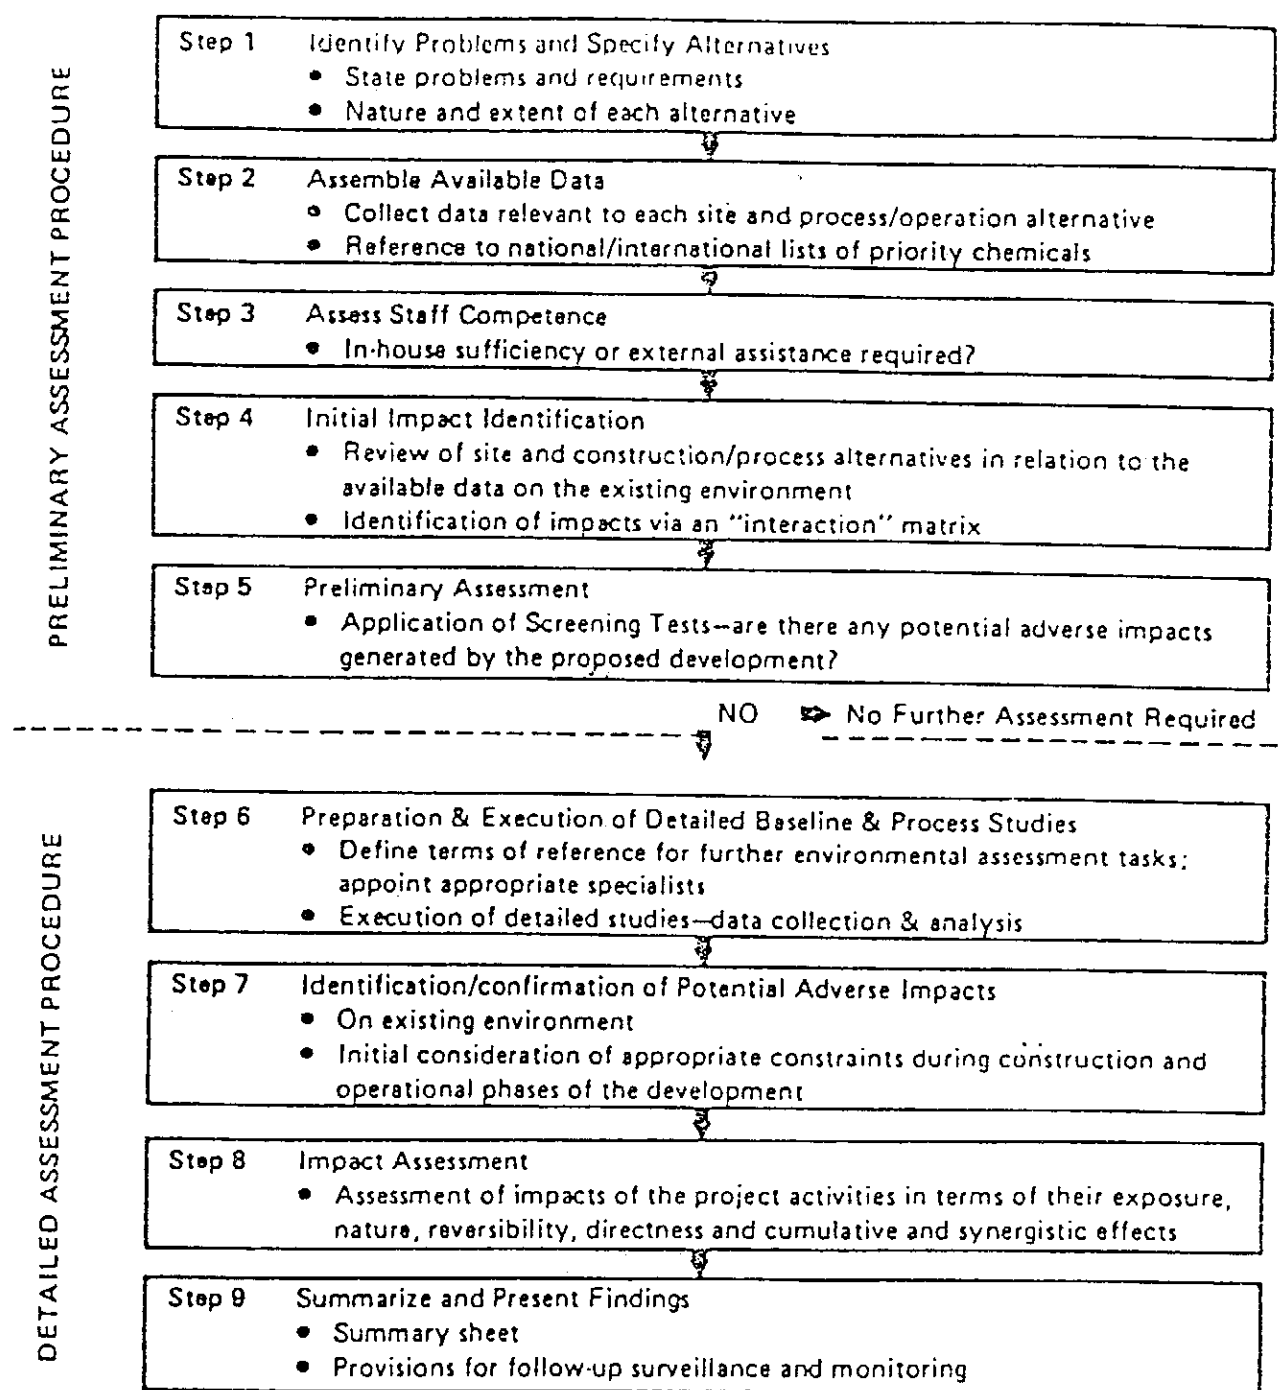 PRELIMINARY ASSESSMENT PROCEDURE
Step 1 Identify Problems and Specify Alternatives
• State problems and requirements
• Nature and extent of each alternative
Step 2 Assemble Available Data
• Collect data relevant to each site and process/operation alternative
• Reference to national/international lists of priority chemicals
Step 3 Assess Staff Competence
• In-house sufficiency or external assistance required?
Step 4 Initial Impact Identification
• Review of site and construction/process alternatives in relation to the
available data on the existing environment
• Identification of impacts via an "interaction" matrix
Step 5 Preliminary Assessment
• Application of Screening Tests—are there any potential adverse impacts
generated by the proposed development?
NO No Further Assessment Required
DETAILED ASSESSMENT PROCEDURE
Step 6 Preparation & Execution of Detailed Baseline & Process Studies
• Define terms of reference for further environmental assessment tasks;
appoint appropriate specialists
• Execution of detailed studies—data collection & analysis
Step 7 Identification/confirmation of Potential Adverse Impacts
• On existing environment
• Initial consideration of appropriate constraints during construction and
operational phases of the development
Step 8 Impact Assessment
• Assessment of impacts of the project activities in terms of their exposure,
nature, reversibility, directness and cumulative and synergistic effects
Step 9 Summarize and Present Findings
• Summary sheet
• Provisions for follow-up surveillance and monitoring